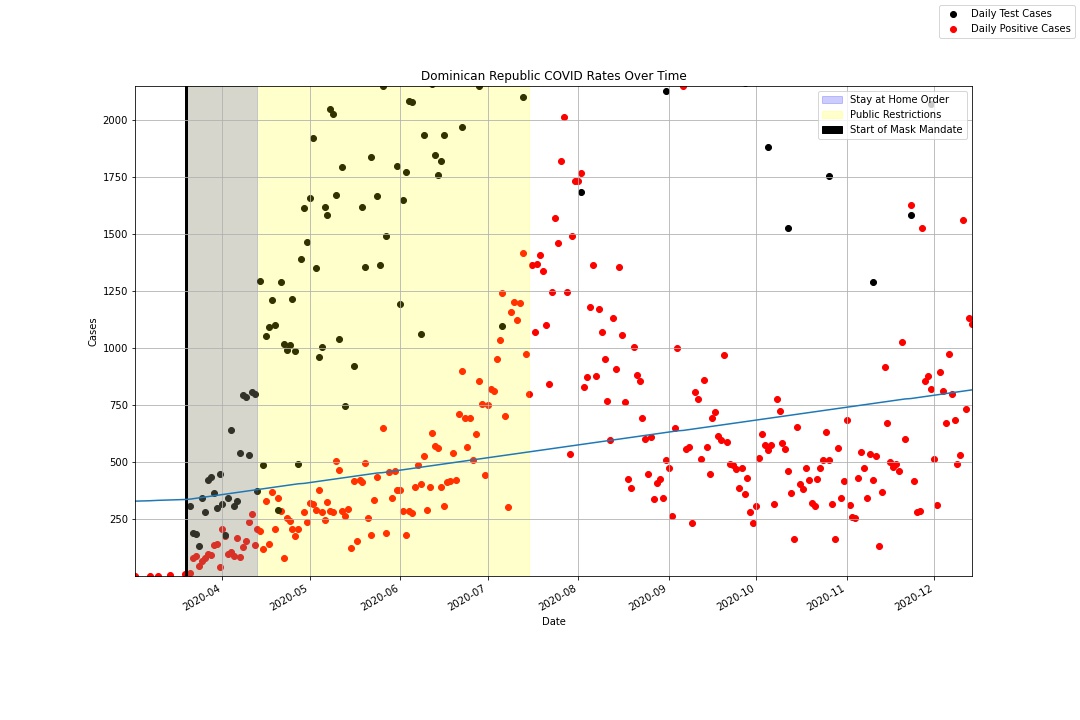 Daily Test Cases
Daily Positive Cases
Dominican Republic COVID Rates Over Time
Stay at Home Order
Public Restrictions
Start of Mask Mandate
2000
1750
1500
1250
1000
750
500
250
Cases
2020-04
2020-05
2020-06
2020-07
2020-08
2020-09
2020-10
2020-11
2020-12
Date